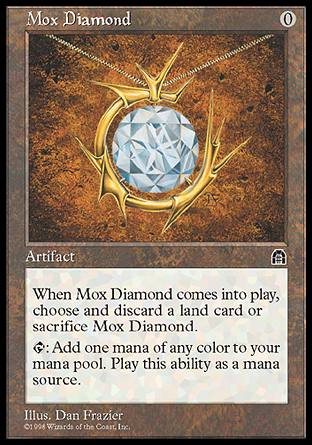 Mox Diamond 0
Artifact
When Mox Diamond comes into play,
choose and discard a land card or
sacrifice Mox Diamond.
: Add one mana of any color to your
mana pool. Play this ability as a mana
source.
Illus. Dan Frazier
©1998 Wizards of the Coast, Inc.